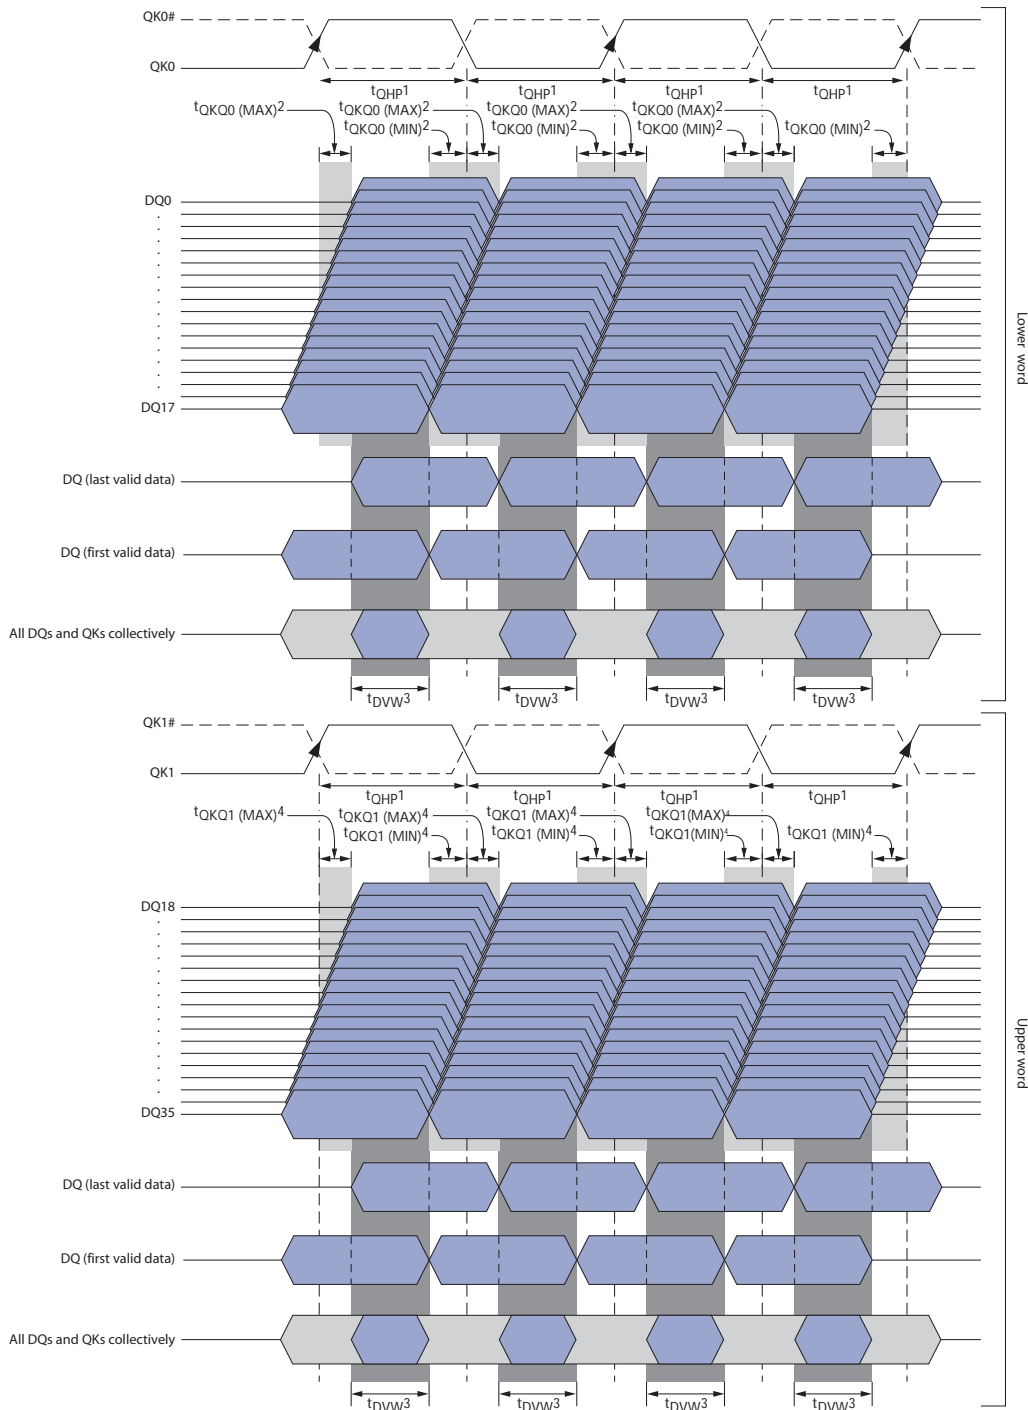 QK0#
QK0
tQHP1 tQHP1 tQHP1 tQHP1
tQKQ0 (MAX)2 tQKQ0 (MAX)2 tQKQ0 (MAX)2 tQKQ0 (MAX)2
tQKQ0 (MIN)2 tQKQ0 (MIN)2 tQKQ0 (MIN)2 tQKQ0 (MIN)2
DQ0
DQ17
Lower word
DQ (last valid data)
DQ (first valid data)
All DQs and QKs collectively
tDVW3 tDVW3 tDVW3 tDVW3
QK1#
QK1
tQHP1 tQHP1 tQHP1 tQHP1
tQKQ1 (MAX)4 tQKQ1 (MAX)4 tQKQ1 (MAX)4 tQKQ1(MAX)4
tQKQ1 (MIN)4 tQKQ1 (MIN)4 tQKQ1(MIN)4 tQKQ1 (MIN)4
DQ18
DQ35
Upper word
DQ (last valid data)
DQ (first valid data)
All DQs and QKs collectively
tDVW3 tDVW3 tDVW3 tDVW3